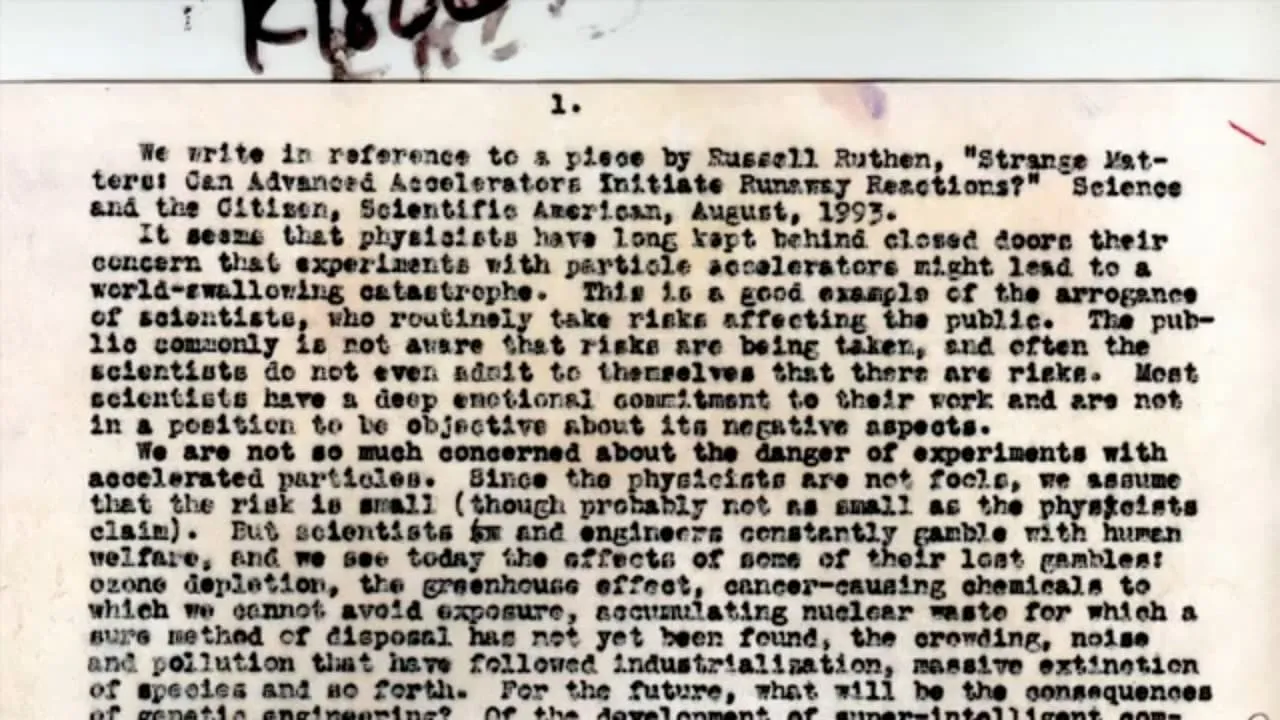 1.
We write in reference to a piece by Russell Ruthen, "Strange Mat-
ters: Can Advanced Accelerators Initiate Runaway Reactions?" Science
and the Citizen, Scientific American, August, 1993.
It seems that physicists have long kept behind closed doors their
concern that experiments with particle accelerators might lead to a
world-swallowing catastrophe. This is a good example of the arrogance
of scientists, who routinely take risks affecting the public. The pub-
lic commonly is not aware that risks are being taken, and often the
scientists do not even admit to themselves that there are risks. Most
scientists have a deep emotional commitment to their work and are not
in a position to be objective about its negative aspects.
We are not so much concerned about the danger of experiments with
accelerated particles. Since the physicists are not fools, we assume
that the risk is small (though probably not as small as the physicists
claim). But scientists and engineers constantly gamble with human
welfare, and we see today the effects of some of their lost gambles:
ozone depletion, the greenhouse effect, cancer-causing chemicals to
which we cannot avoid exposure, accumulating nuclear waste for which a
sure method of disposal has not yet been found, the crowding, noise
and pollution that have followed industrialization, massive extinction
of species and so forth. For the future, what will be the consequences
of genetic engineering? Of the development of super-intelligent com-